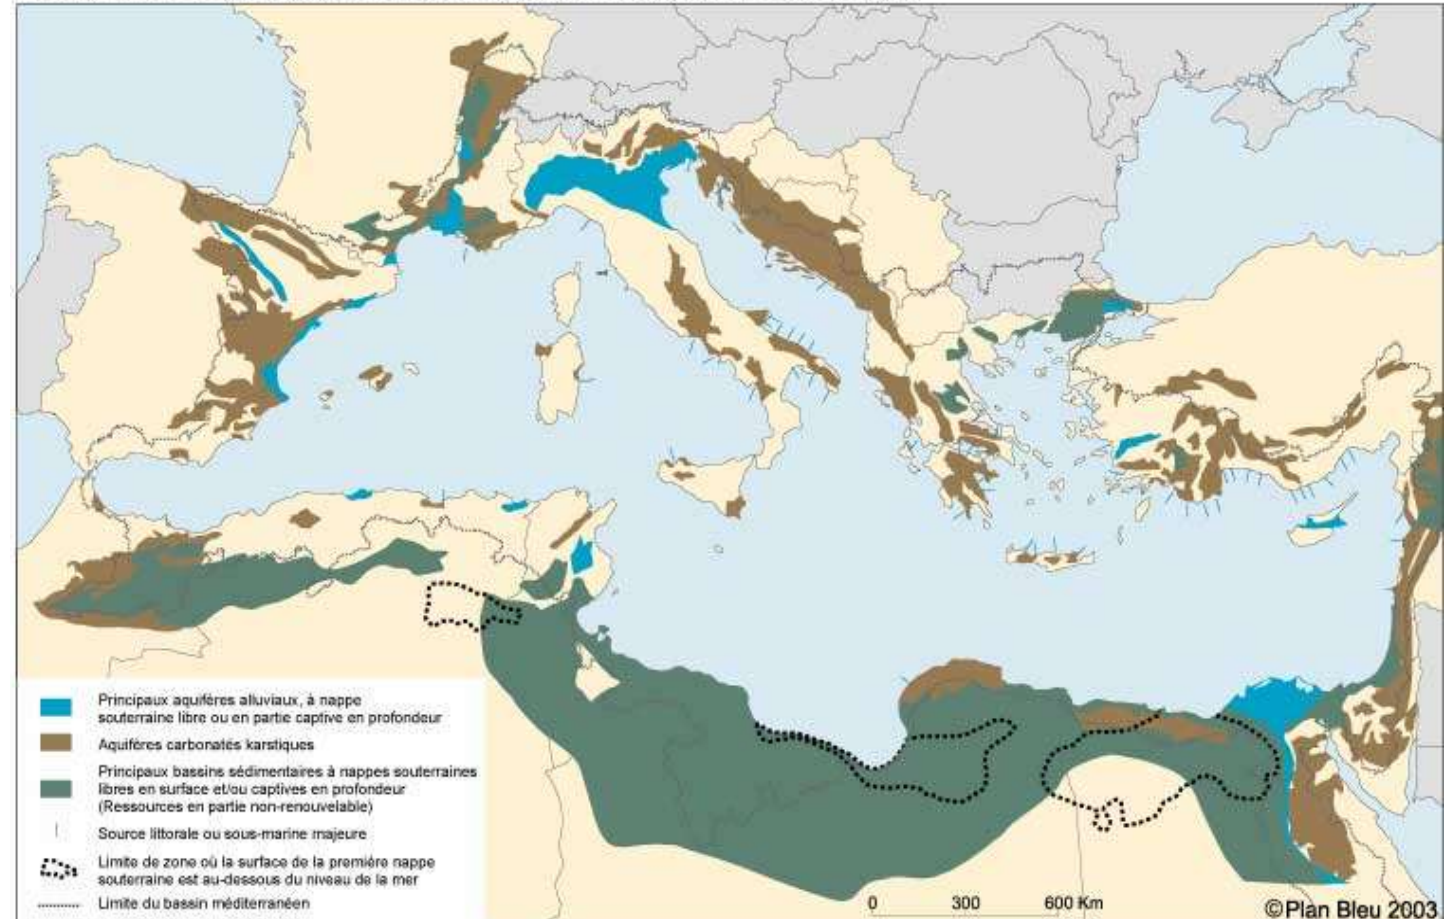 Principaux aquifères alluviaux, à nappe
souterraine libre ou en partie captive en profondeur
Aquifères carbonatés karstiques
Principaux bassins sédimentaires à nappes souterraines
libres en surface et/ou captives en profondeur
(Ressources en partie non-renouvelable)
Source littorale ou sous-marine majeure
Limite de zone où la surface de la première nappe
souterraine est au-dessous du niveau de la mer
Limite du bassin méditerranéen
0 300 600 Km
©Plan Bleu 2003